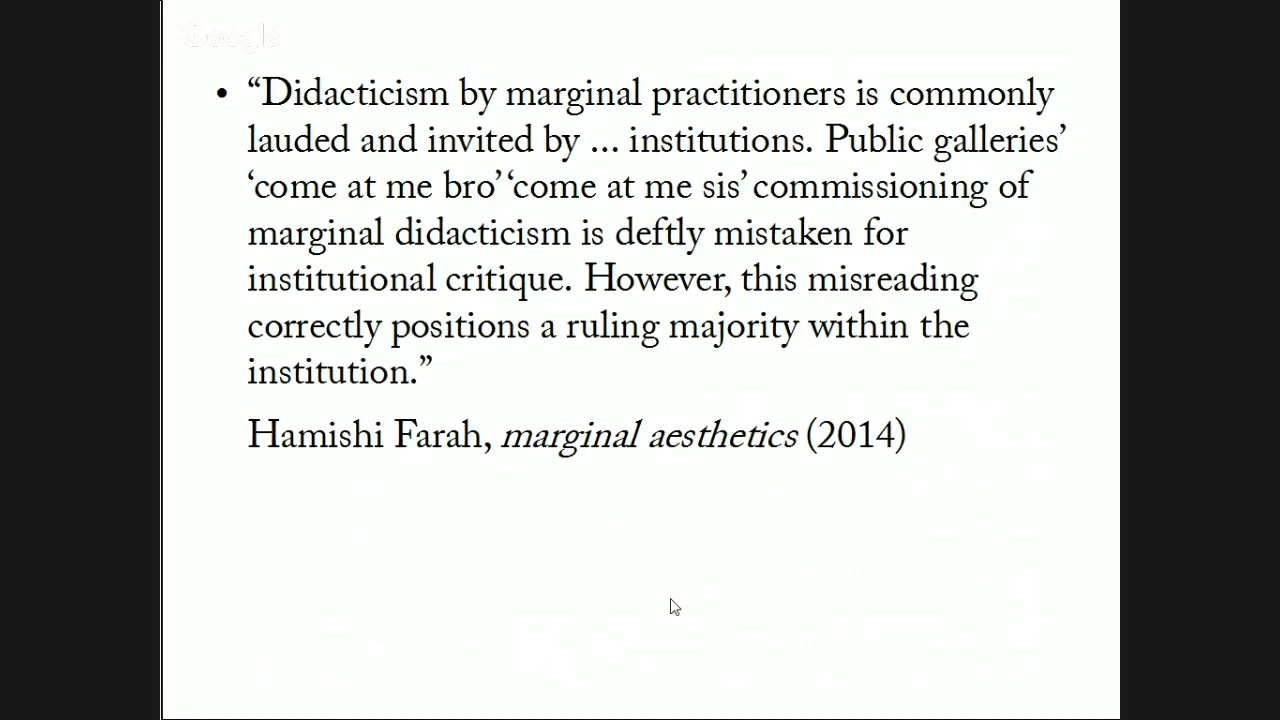 Google
• “Didacticism by marginal practitioners is commonly
lauded and invited by ... institutions. Public galleries’
‘come at me bro’ ‘come at me sis’ commissioning of
marginal didacticism is deftly mistaken for
institutional critique. However, this misreading
correctly positions a ruling majority within the
institution.”
Hamishi Farah, marginal aesthetics (2014)